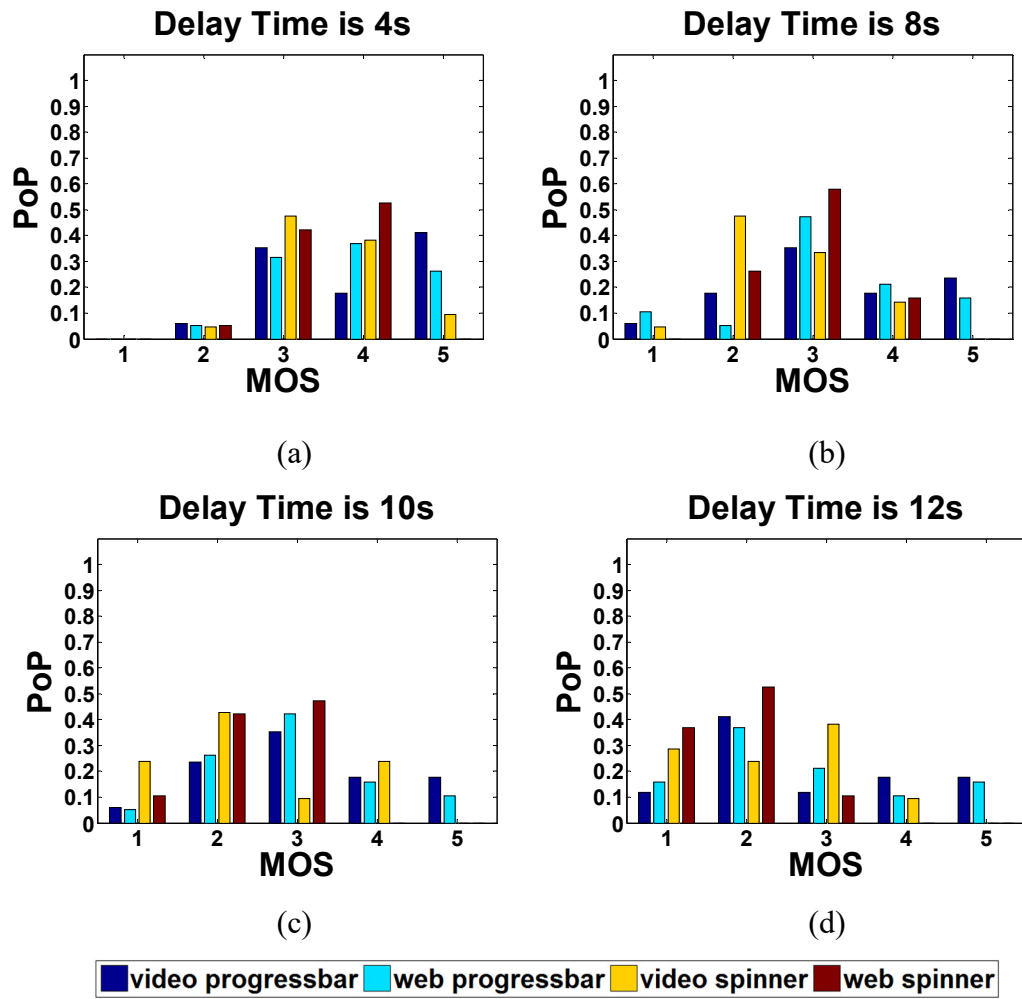 Delay Time is 4s
PoP
1
0.9
0.8
0.7
0.6
0.5
0.4
0.3
0.2
0.1
0
1 2 3 4 5
MOS
(a)
Delay Time is 8s
PoP
1
0.9
0.8
0.7
0.6
0.5
0.4
0.3
0.2
0.1
0
1 2 3 4 5
MOS
(b)
Delay Time is 10s
PoP
1
0.9
0.8
0.7
0.6
0.5
0.4
0.3
0.2
0.1
0
1 2 3 4 5
MOS
(c)
Delay Time is 12s
PoP
1
0.9
0.8
0.7
0.6
0.5
0.4
0.3
0.2
0.1
0
1 2 3 4 5
MOS
(d)
video progressbar web progressbar video spinner web spinner